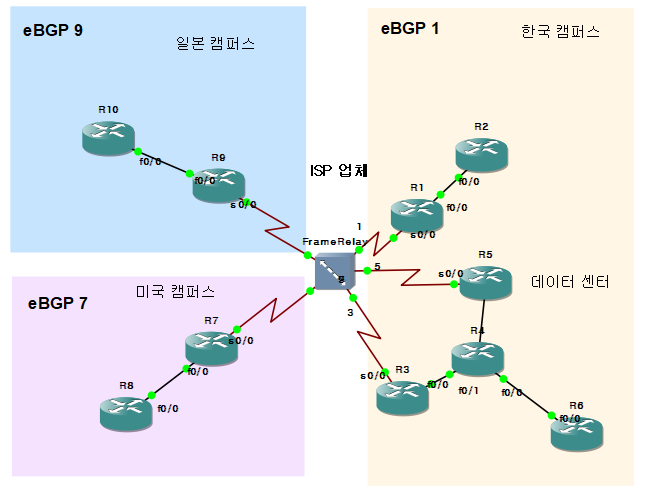 eBGP 9
일본 캠퍼스
R10
f0/0
R9
f0/0
s0/0
eBGP 1
한국 캠퍼스
R2
f0/0
R1
f0/0
s0/0
ISP 업체
FrameRelay
1
5
3
R5
s0/0
데이터 센터
R4
f0/1
f0/0
R3
f0/0
s0/0
R6
f0/0
eBGP 7
미국 캠퍼스
R7
s0/0
f0/0
R8
f0/0